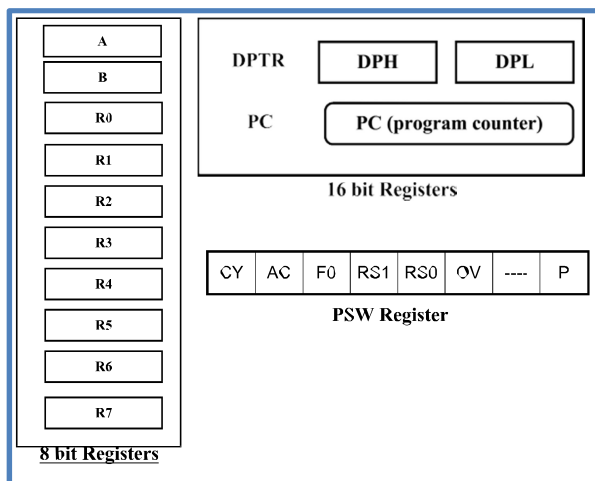 A
B
R0
R1
R2
R3
R4
R5
R6
R7
8 bit Registers
DPTR DPH DPL
PC PC (program counter)
16 bit Registers
CY AC F0 RS1 RS0 OV ---- P
PSW Register